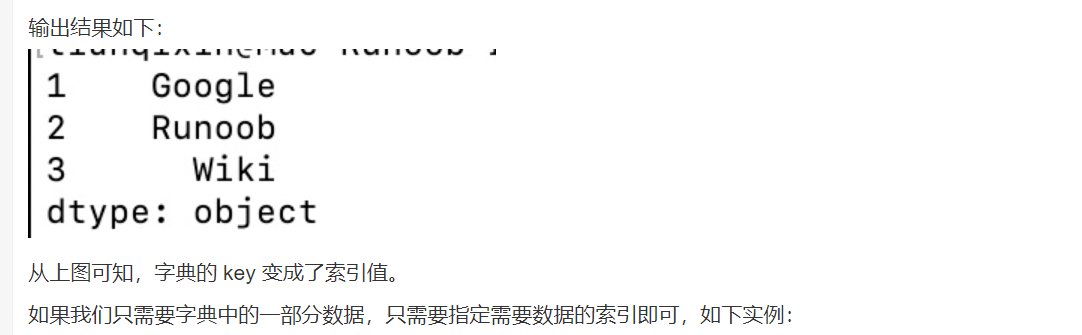 输出结果如下：
1    Google
2    Runoob
3      Wiki
dtype: object
从上图可知，字典的 key 变成了索引值。
如果我们只需要字典中的一部分数据，只需要指定需要数据的索引即可，如下实例：